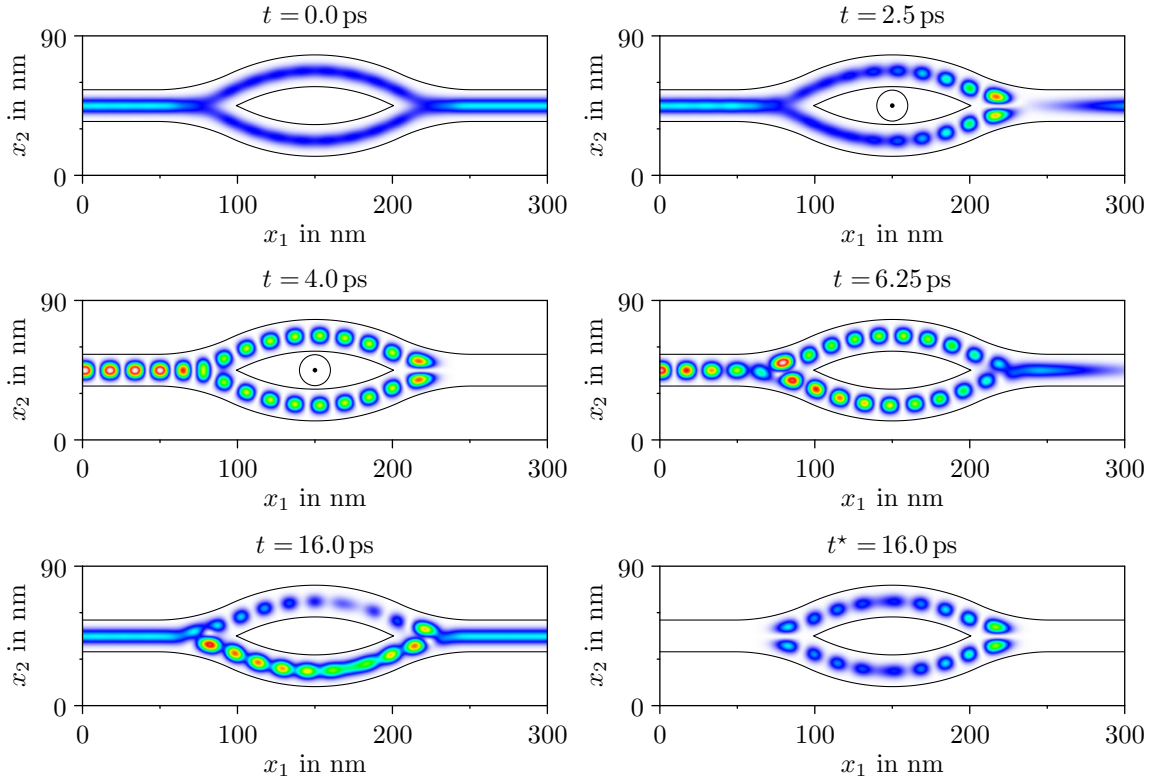 t = 0.0 ps
90
x₂ in nm
0
0 100 200 300
x₁ in nm
t = 2.5 ps
90
x₂ in nm
0
0 100 200 300
x₁ in nm
t = 4.0 ps
90
x₂ in nm
0
0 100 200 300
x₁ in nm
t = 6.25 ps
90
x₂ in nm
0
0 100 200 300
x₁ in nm
t = 16.0 ps
90
x₂ in nm
0
0 100 200 300
x₁ in nm
t⋆ = 16.0 ps
90
x₂ in nm
0
0 100 200 300
x₁ in nm